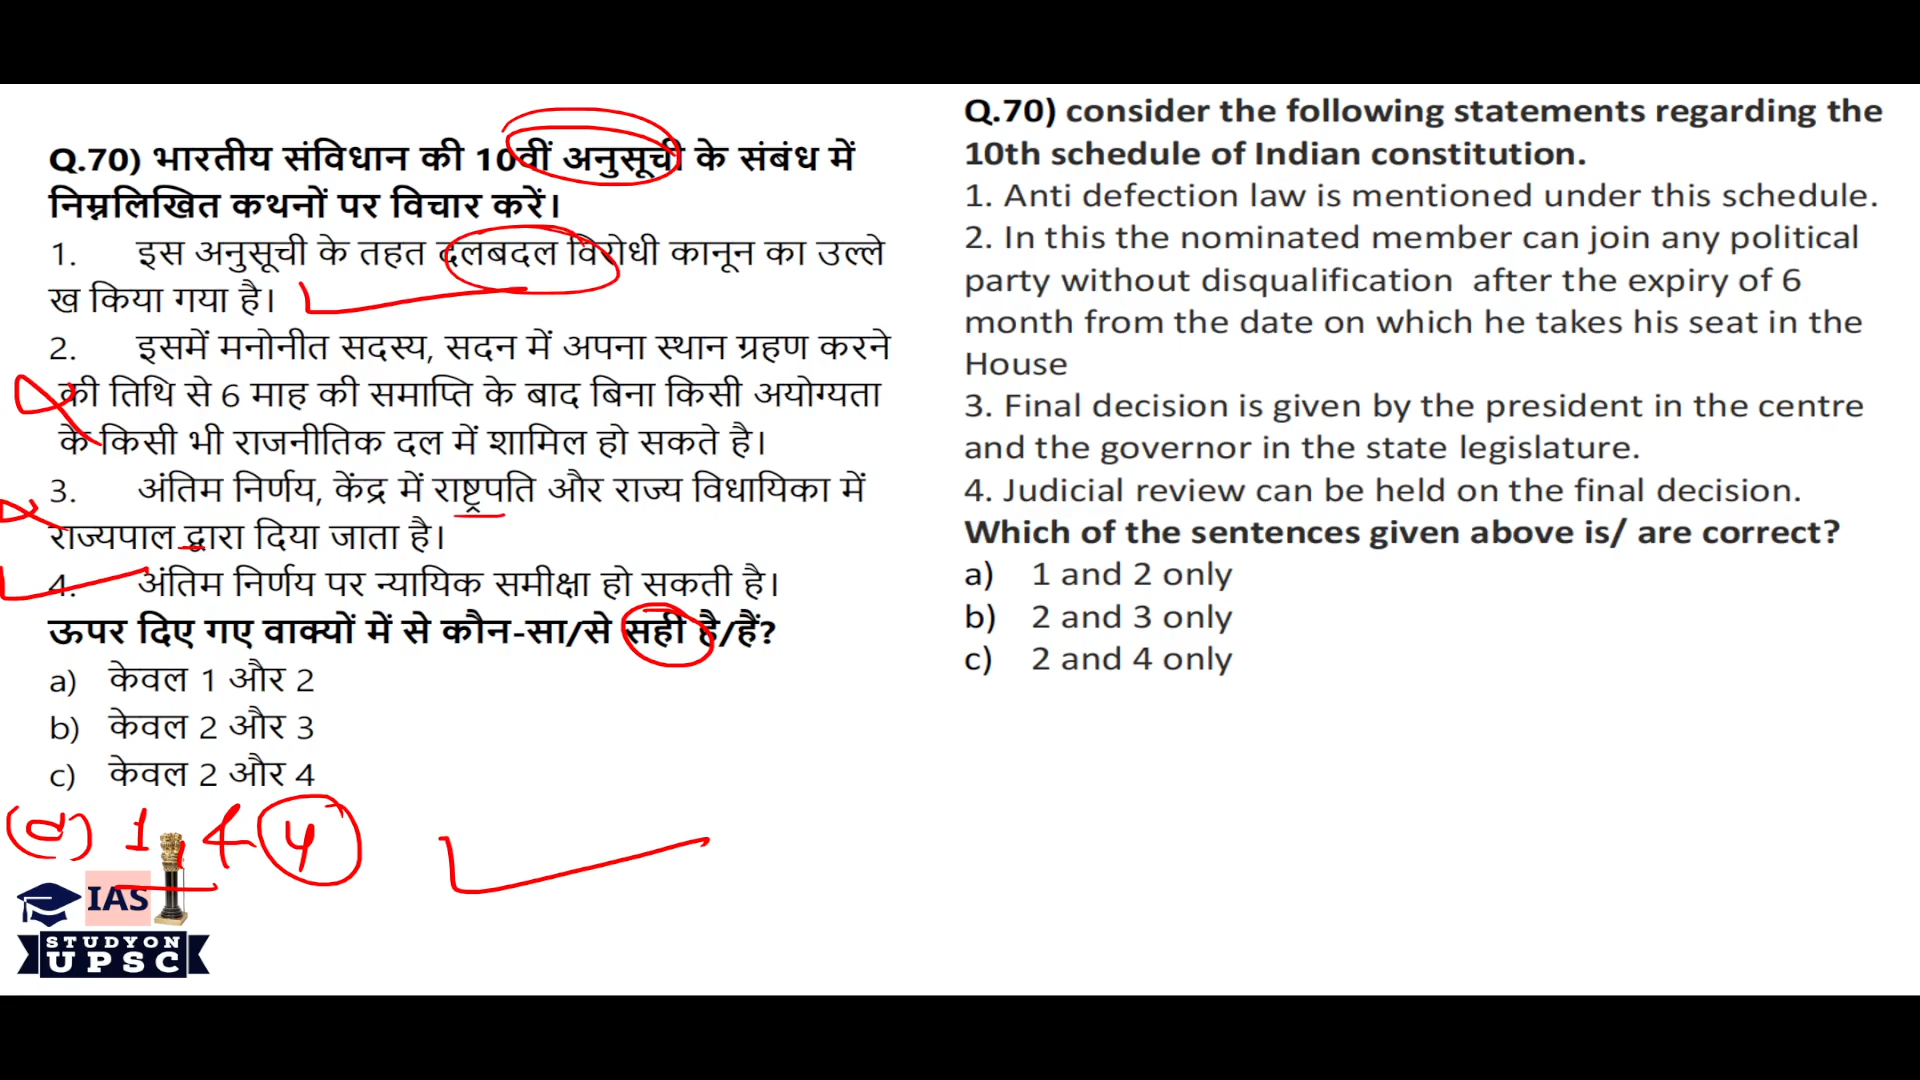 Q.70) भारतीय संविधान की 10वीं अनुसूची के संबंध में
निम्नलिखित कथनों पर विचार करें।
1. इस अनुसूची के तहत दलबदल विरोधी कानून का उल्ले
ख किया गया है।
2. इसमें मनोनीत सदस्य, सदन में अपना स्थान ग्रहण करने
की तिथि से 6 माह की समाप्ति के बाद बिना किसी अयोग्यता
के किसी भी राजनीतिक दल में शामिल हो सकते है।
3. अंतिम निर्णय, केंद्र में राष्ट्रपति और राज्य विधायिका में
राज्यपाल द्वारा दिया जाता है।
4. अंतिम निर्णय पर न्यायिक समीक्षा हो सकती है।
ऊपर दिए गए वाक्यों में से कौन-सा/से सही है/हैं?
a) केवल 1 और 2
b) केवल 2 और 3
c) केवल 2 और 4
(d) 1, 4 4
IAS
STUDYON
UPSC
Q.70) consider the following statements regarding the
10th schedule of Indian constitution.
1. Anti defection law is mentioned under this schedule.
2. In this the nominated member can join any political
party without disqualification after the expiry of 6
month from the date on which he takes his seat in the
House
3. Final decision is given by the president in the centre
and the governor in the state legislature.
4. Judicial review can be held on the final decision.
Which of the sentences given above is/ are correct?
a) 1 and 2 only
b) 2 and 3 only
c) 2 and 4 only